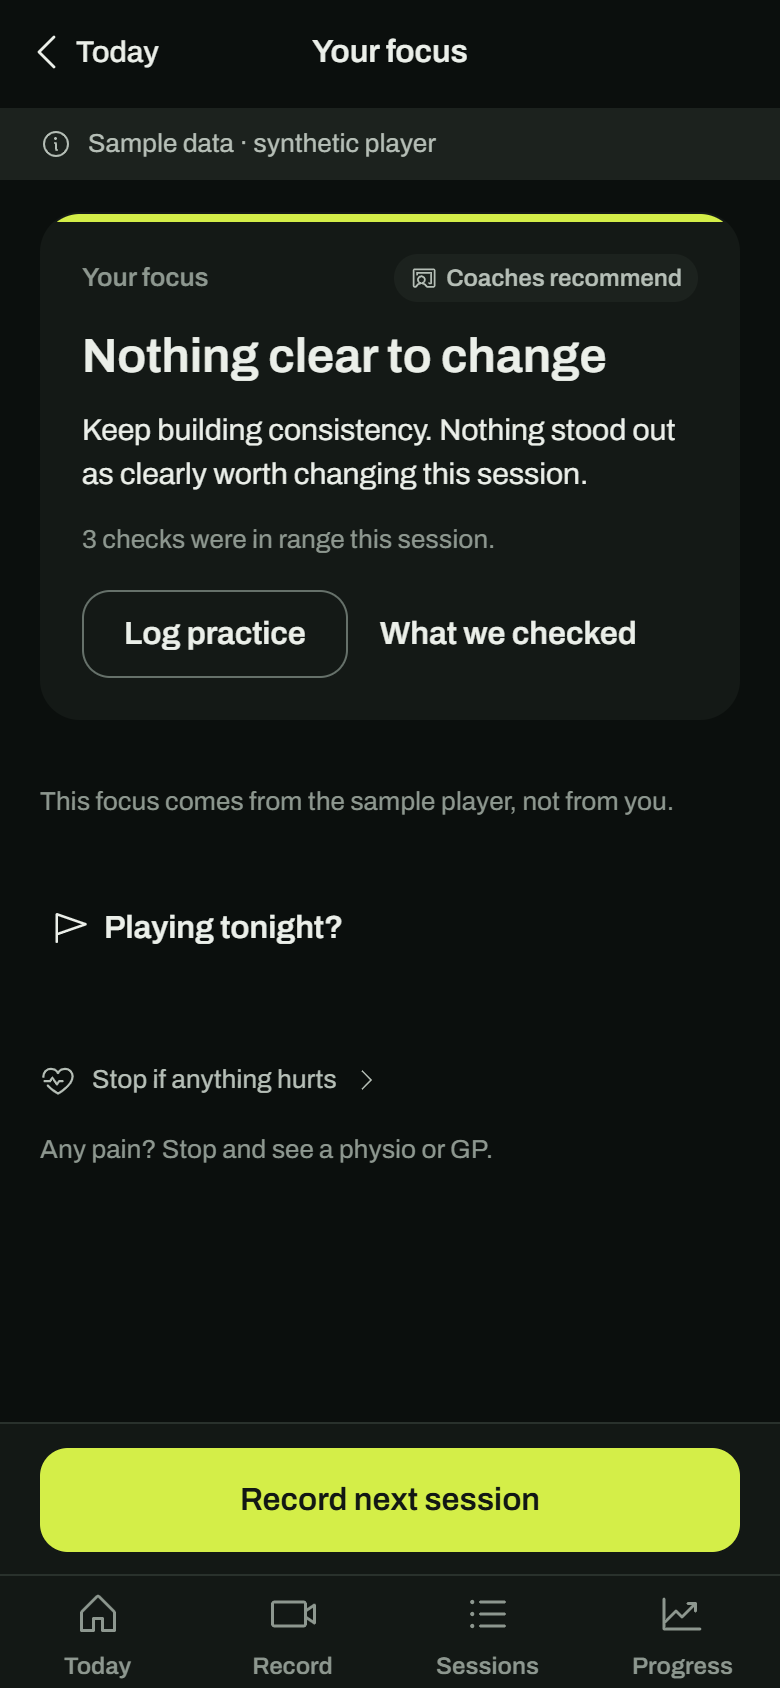 Today
Your focus
Sample data · synthetic player
Your focus
Coaches recommend
Nothing clear to change
Keep building consistency. Nothing stood out
as clearly worth changing this session.
3 checks were in range this session.
Log practice
What we checked
This focus comes from the sample player, not from you.
Playing tonight?
Stop if anything hurts
Any pain? Stop and see a physio or GP.
Record next session
Today
Record
Sessions
Progress